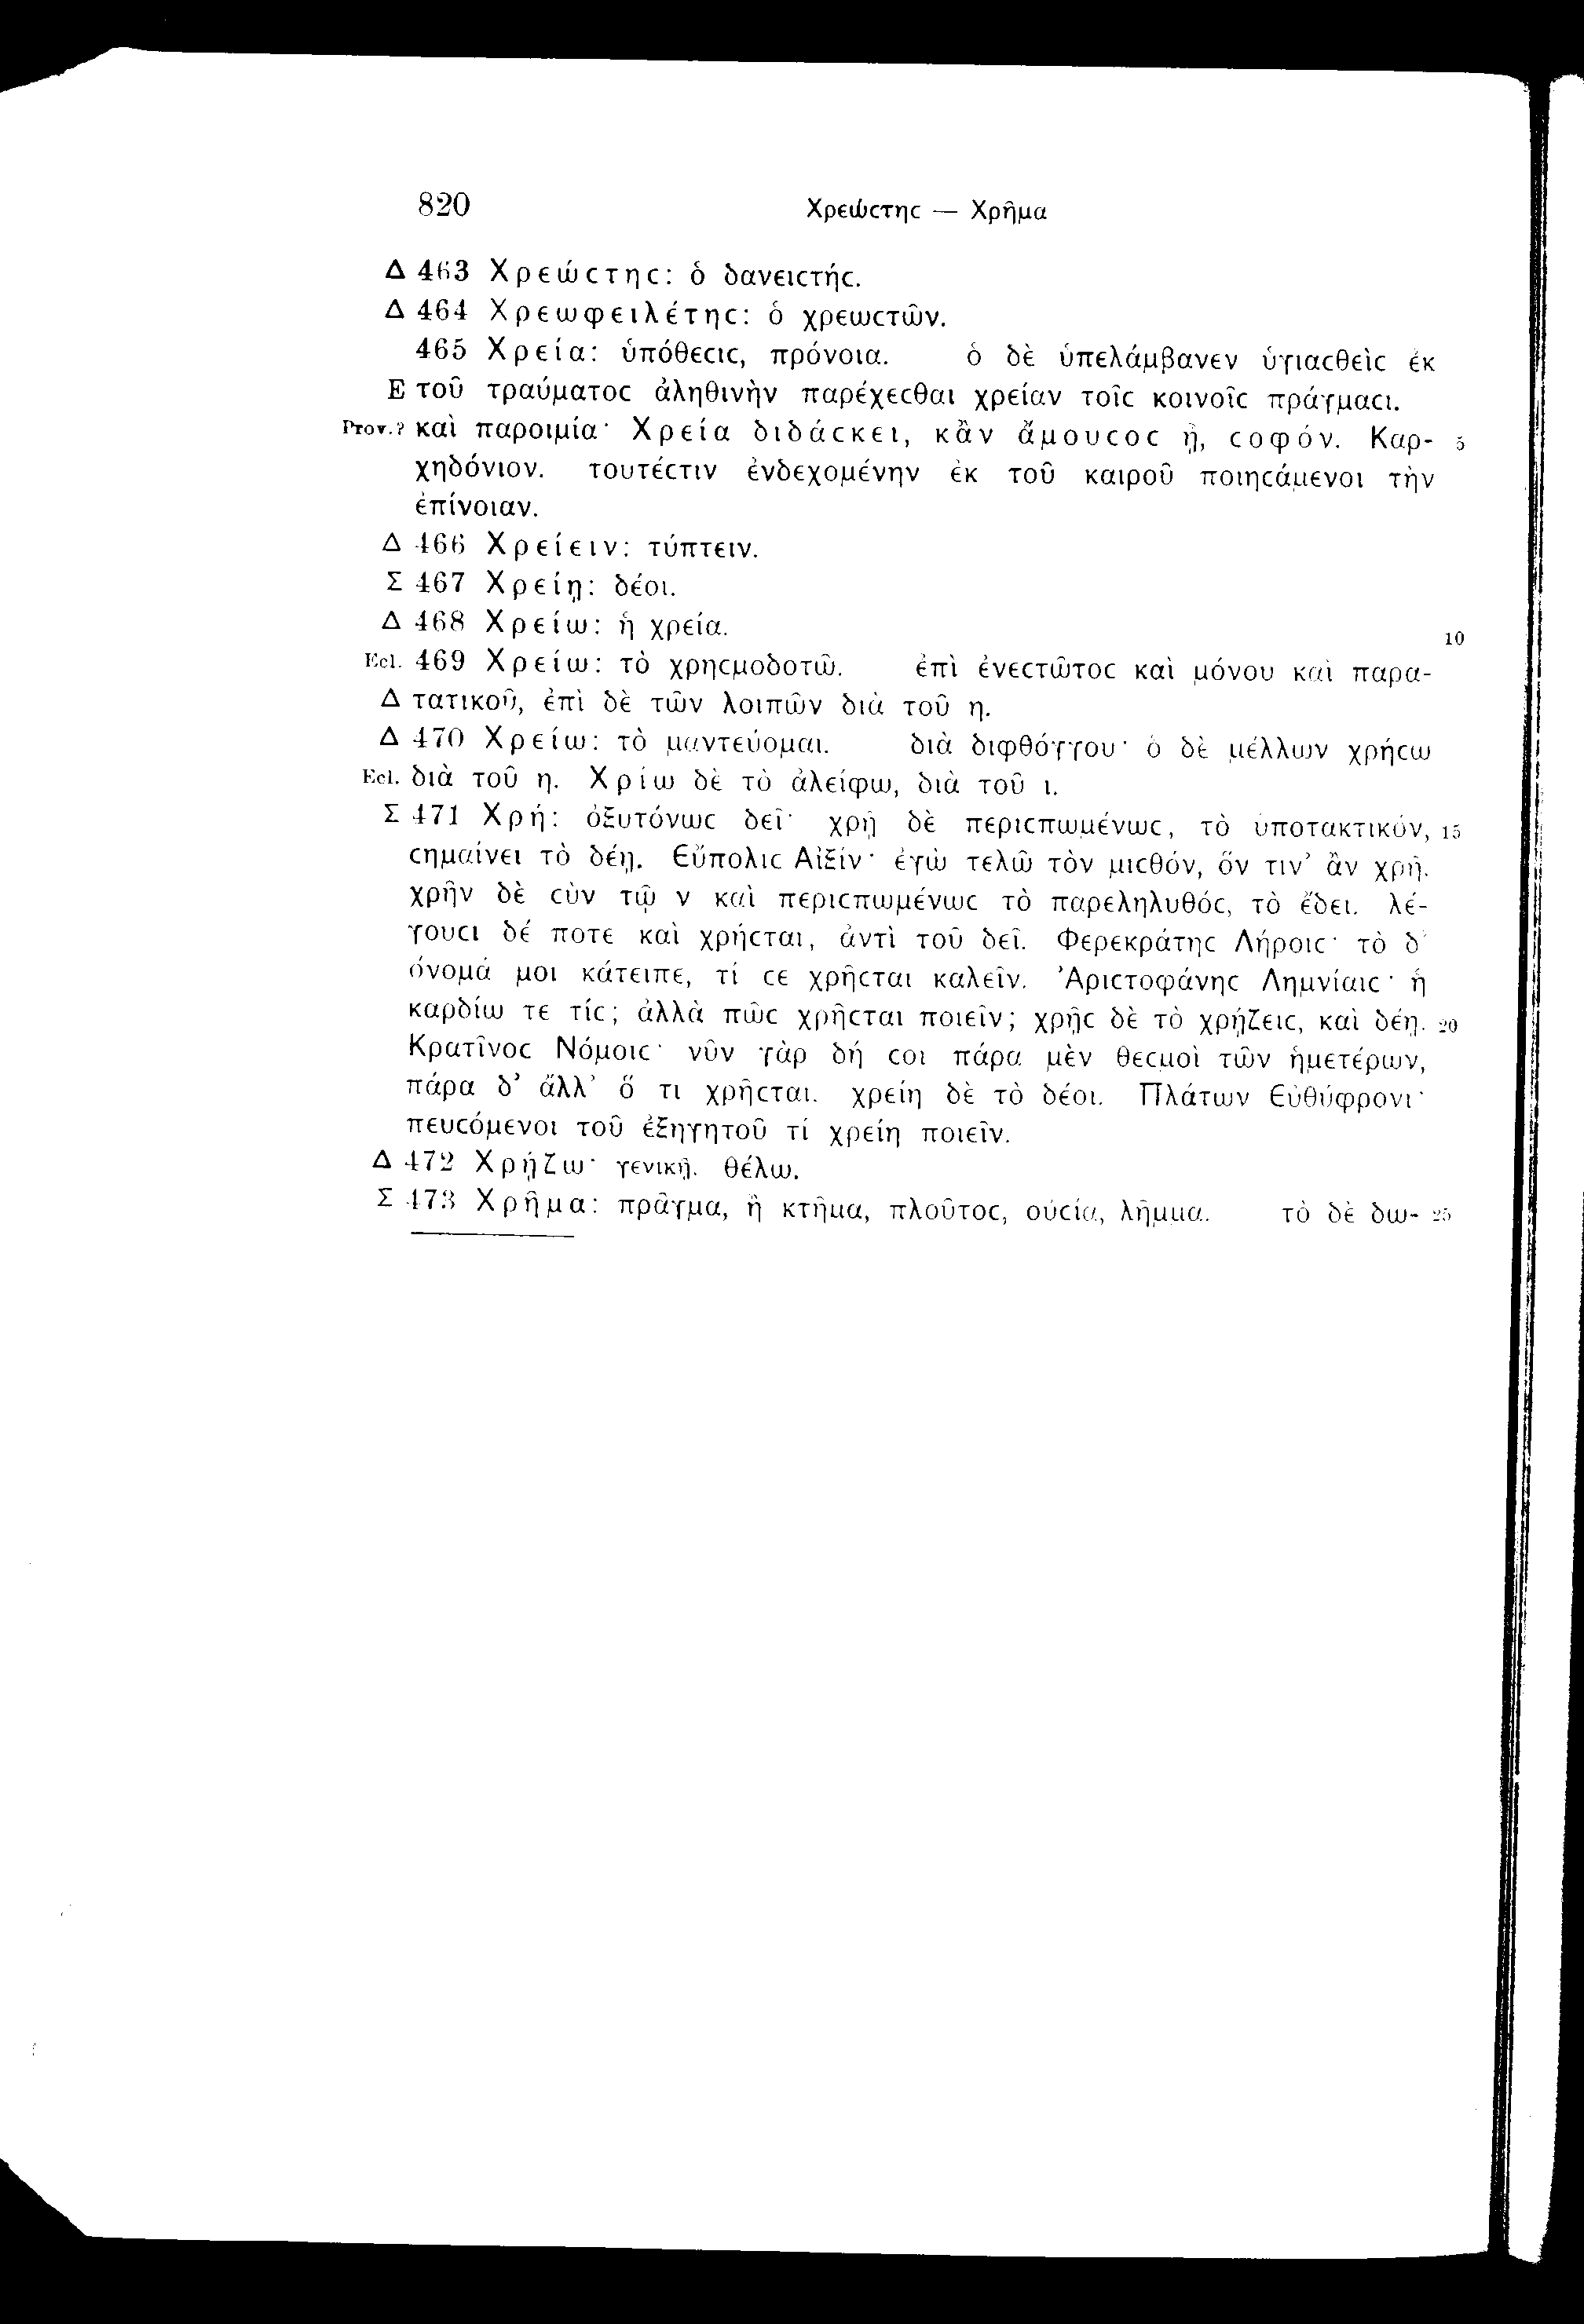 820 Χρεώϲτηϲ — Χρῆμα
Δ 463 Χρεώϲτηϲ: ὁ δανειϲτήϲ.
Δ 464 Χρεωφειλέτηϲ: ὁ χρεωϲτῶν.
465 Χρεία: ὑπόθεϲιϲ, πρόνοια. ὁ δὲ ὑπελάμβανεν ὑγιαϲθεὶϲ ἐκ
E τοῦ τραύματοϲ ἀληθινὴν παρέχεϲθαι χρείαν τοῖϲ κοινοῖϲ πράγμαϲι.
Prov.? καὶ παροιμία· Χρεία διδάϲκει, κἂν ἄμουϲοϲ ᾖ, ϲοφόν. Καρ- 5
χηδόνιον. τουτέϲτιν ἐνδεχομένην ἐκ τοῦ καιροῦ ποιηϲάμενοι τὴν
ἐπίνοιαν.
Δ 466 Χρείειν: τύπτειν.
Σ 467 Χρείη: δέοι.
Δ 468 Χρείω: ἡ χρεία. 10
Ecl. 469 Χρείω: τὸ χρηϲμοδοτῶ. ἐπὶ ἐνεϲτῶτοϲ καὶ μόνου καὶ παρα-
Δ τατικοῦ, ἐπὶ δὲ τῶν λοιπῶν διὰ τοῦ η.
Δ 470 Χρείω: τὸ μαντεύομαι. διὰ διφθόγγου· ὁ δὲ μέλλων χρήϲω
Ecl. διὰ τοῦ η. Χρίω δὲ τὸ ἀλείφω, διὰ τοῦ ι.
Σ 471 Χρή: ὀξυτόνωϲ δεῖ· χρῇ δὲ περιϲπωμένωϲ, τὸ ὑποτακτικόν, 15
ϲημαίνει τὸ δέῃ. Εὔπολιϲ Αἰξίν· ἐγὼ τελῶ τὸν μιϲθόν, ὅν τιν’ ἂν χρῇ.
χρῆν δὲ ϲὺν τῷ ν καὶ περιϲπωμένωϲ τὸ παρεληλυθόϲ, τὸ ἔδει. λέ-
γουϲι δέ ποτε καὶ χρῆϲται, ἀντὶ τοῦ δεῖ. Φερεκράτηϲ Λήροιϲ· τὸ δ’
ὄνομά μοι κάτειπε, τί ϲε χρῆϲται καλεῖν. Ἀριϲτοφάνηϲ Λημνίαιϲ· ἢ
καρδίω τε τίϲ; ἀλλὰ πῶϲ χρῆϲται ποιεῖν; χρῇϲ δὲ τὸ χρῄζειϲ, καὶ δέῃ. 20
Κρατῖνοϲ Νόμοιϲ· νῦν γὰρ δή ϲοι πάρα μὲν θεϲμοὶ τῶν ἡμετέρων,
πάρα δ’ ἄλλ’ ὅ τι χρῆϲται. χρείη δὲ τὸ δέοι. Πλάτων Εὐθύφρονι·
πευϲόμενοι τοῦ ἐξηγητοῦ τί χρείη ποιεῖν.
Δ 472 Χρῄζω· γενικῇ. θέλω.
Σ 473 Χρῆμα: πρᾶγμα, ἢ κτῆμα, πλοῦτοϲ, οὐϲία, λῆμμα. τὸ δὲ δω- 25